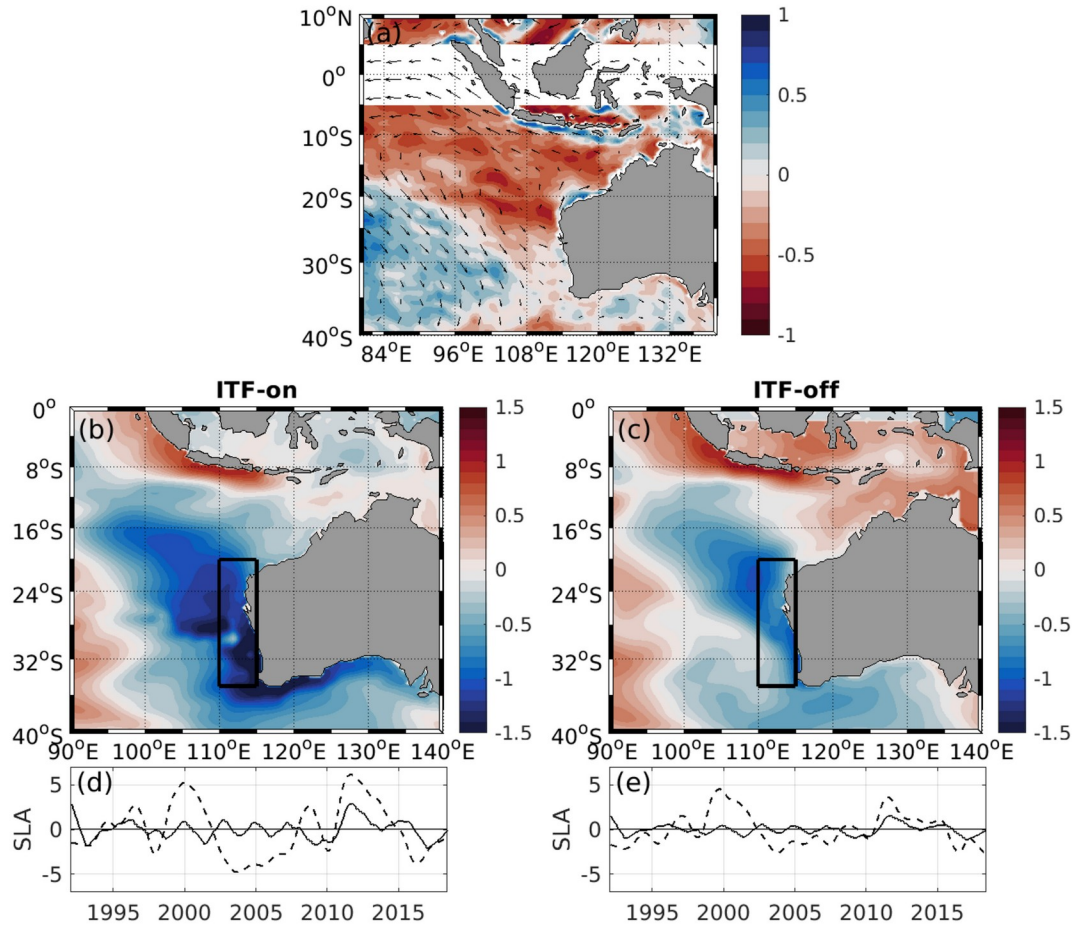 (a)
10°N
0°
10°S
20°S
30°S
40°S
84°E 96°E 108°E 120°E 132°E
1
0.5
0
-0.5
-1
ITF-on
(b)
0°
8°S
16°S
24°S
32°S
40°S
90°E 100°E 110°E 120°E 130°E 140°E
1.5
1
0.5
0
-0.5
-1
-1.5
ITF-off
(c)
0°
8°S
16°S
24°S
32°S
40°S
90°E 100°E 110°E 120°E 130°E 140°E
1.5
1
0.5
0
-0.5
-1
-1.5
(d)
SLA
5
0
-5
1995 2000 2005 2010 2015
(e)
SLA
5
0
-5
1995 2000 2005 2010 2015